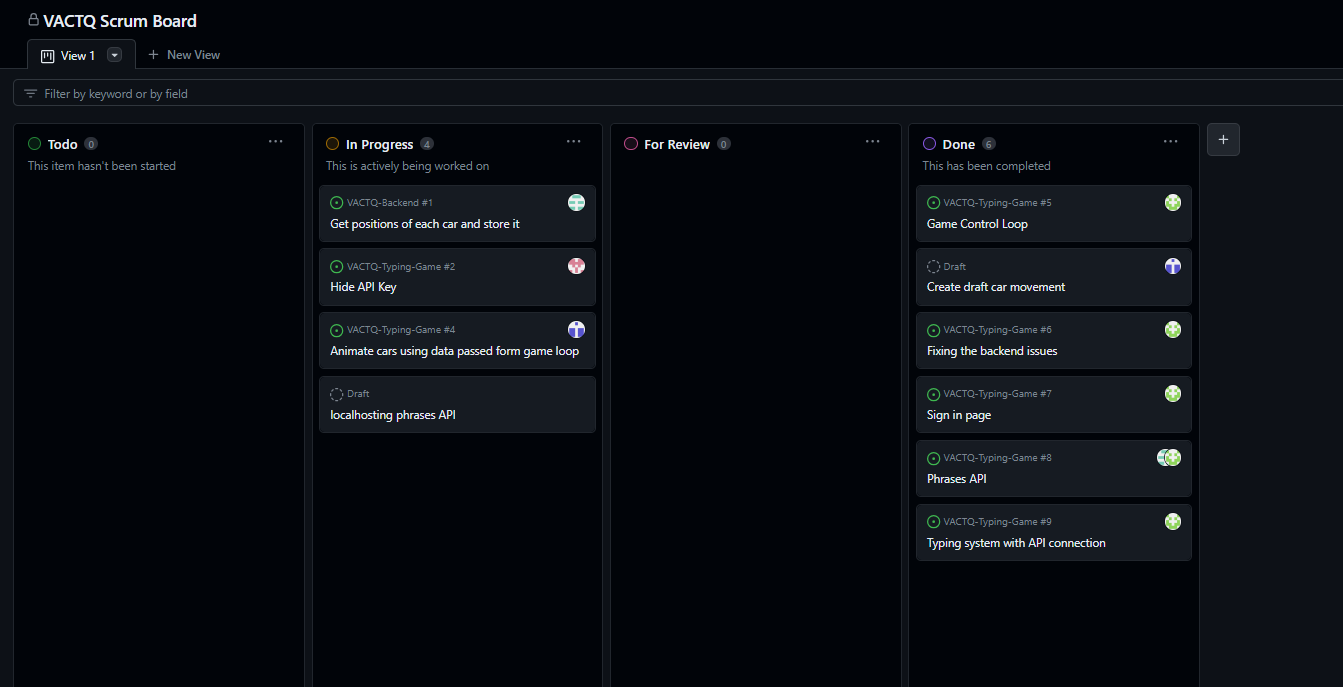 VACTQ Scrum Board
View 1
New View
Filter by keyword or by field
Todo 0
This item hasn't been started
In Progress 4
This is actively being worked on
VACTQ-Backend #1
Get positions of each car and store it
VACTQ-Typing-Game #2
Hide API Key
VACTQ-Typing-Game #4
Animate cars using data passed form game loop
Draft
localhosting phrases API
For Review 0
Done 6
This has been completed
VACTQ-Typing-Game #5
Game Control Loop
Draft
Create draft car movement
VACTQ-Typing-Game #6
Fixing the backend issues
VACTQ-Typing-Game #7
Sign in page
VACTQ-Typing-Game #8
Phrases API
VACTQ-Typing-Game #9
Typing system with API connection